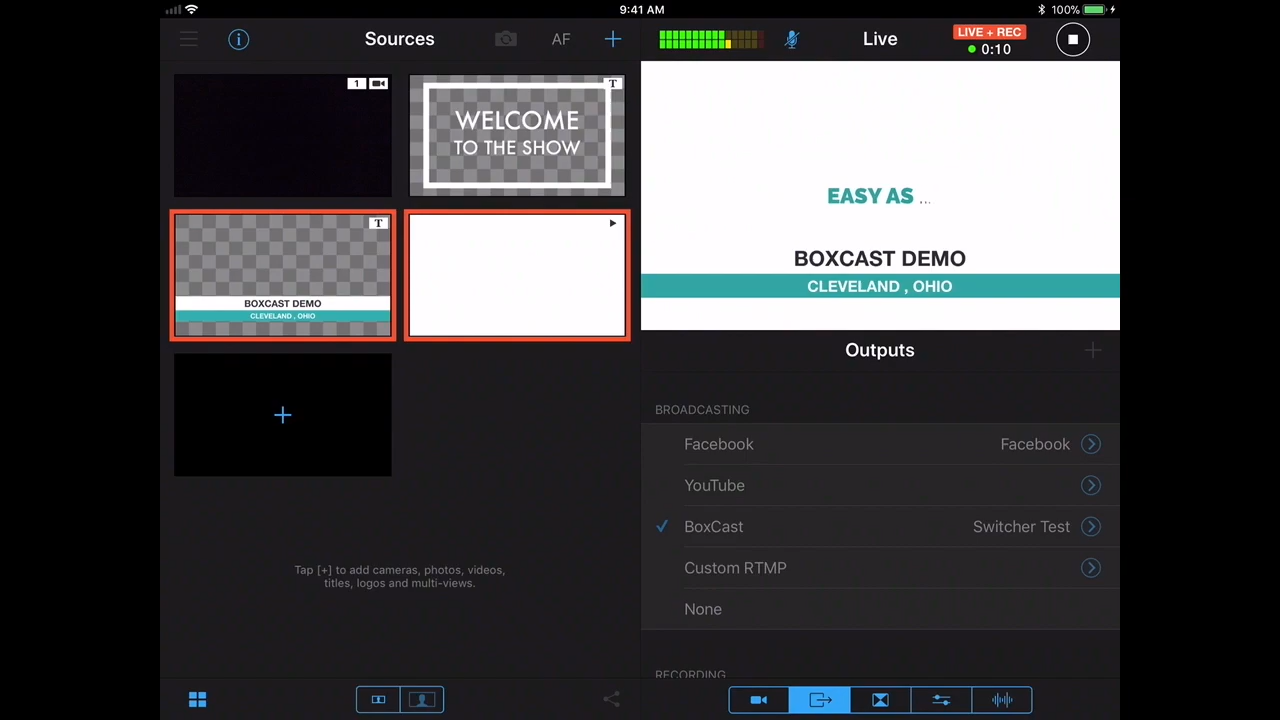 9:41 AM
100%
Sources
AF
Live
LIVE + REC
0:10
1
T
WELCOME
TO THE SHOW
T
BOXCAST DEMO
CLEVELAND , OHIO
EASY AS ...
BOXCAST DEMO
CLEVELAND , OHIO
Outputs
BROADCASTING
Facebook Facebook
YouTube
BoxCast Switcher Test
Custom RTMP
None
RECORDING
Tap [+] to add cameras, photos, videos,
titles, logos and multi-views.